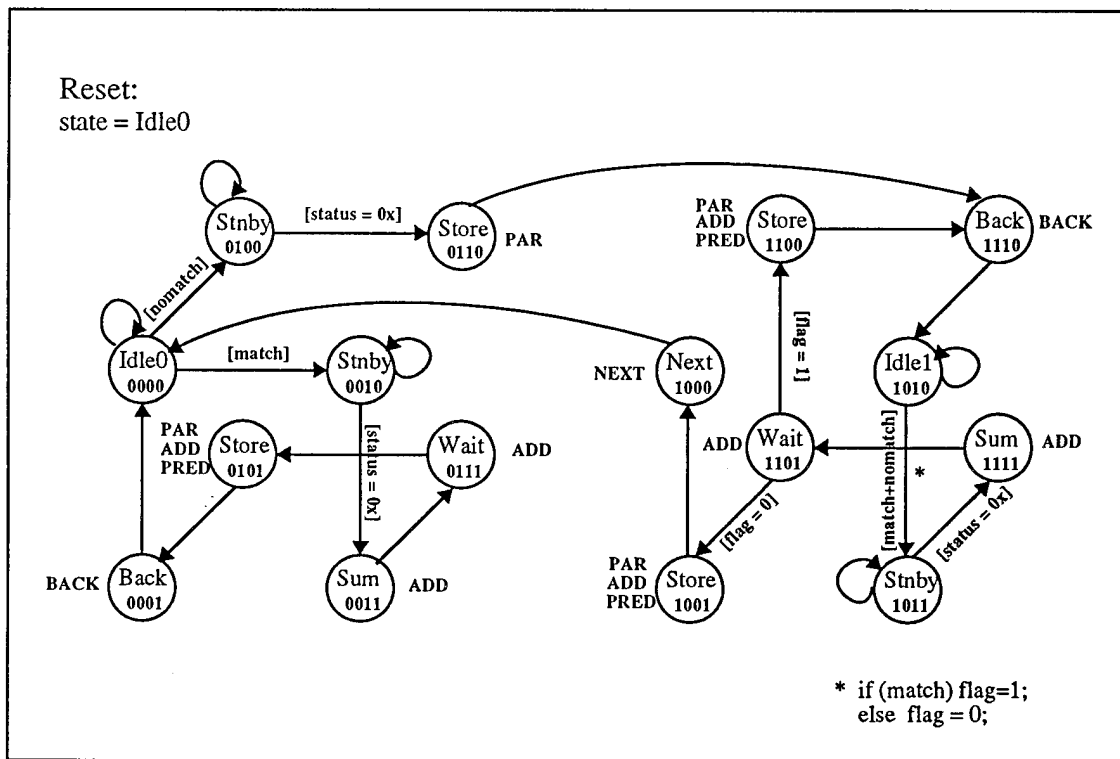 Reset:
state = Idle0
Stnby
0100
[status = 0x]
Store
0110
PAR
PAR
ADD
PRED
Store
1100
Back
1110
BACK
[nomatch]
Idle0
0000
[match]
Stnby
0010
NEXT
Next
1000
[flag = 1]
Idle1
1010
PAR
ADD
PRED
Store
0101
[status = 0x]
Wait
0111
ADD
ADD
Wait
1101
[match+nomatch]
*
Sum
1111
ADD
[flag = 0]
[status = 0x]
BACK
Back
0001
Sum
0011
ADD
PAR
ADD
PRED
Store
1001
Stnby
1011
* if (match) flag=1;
else flag = 0;